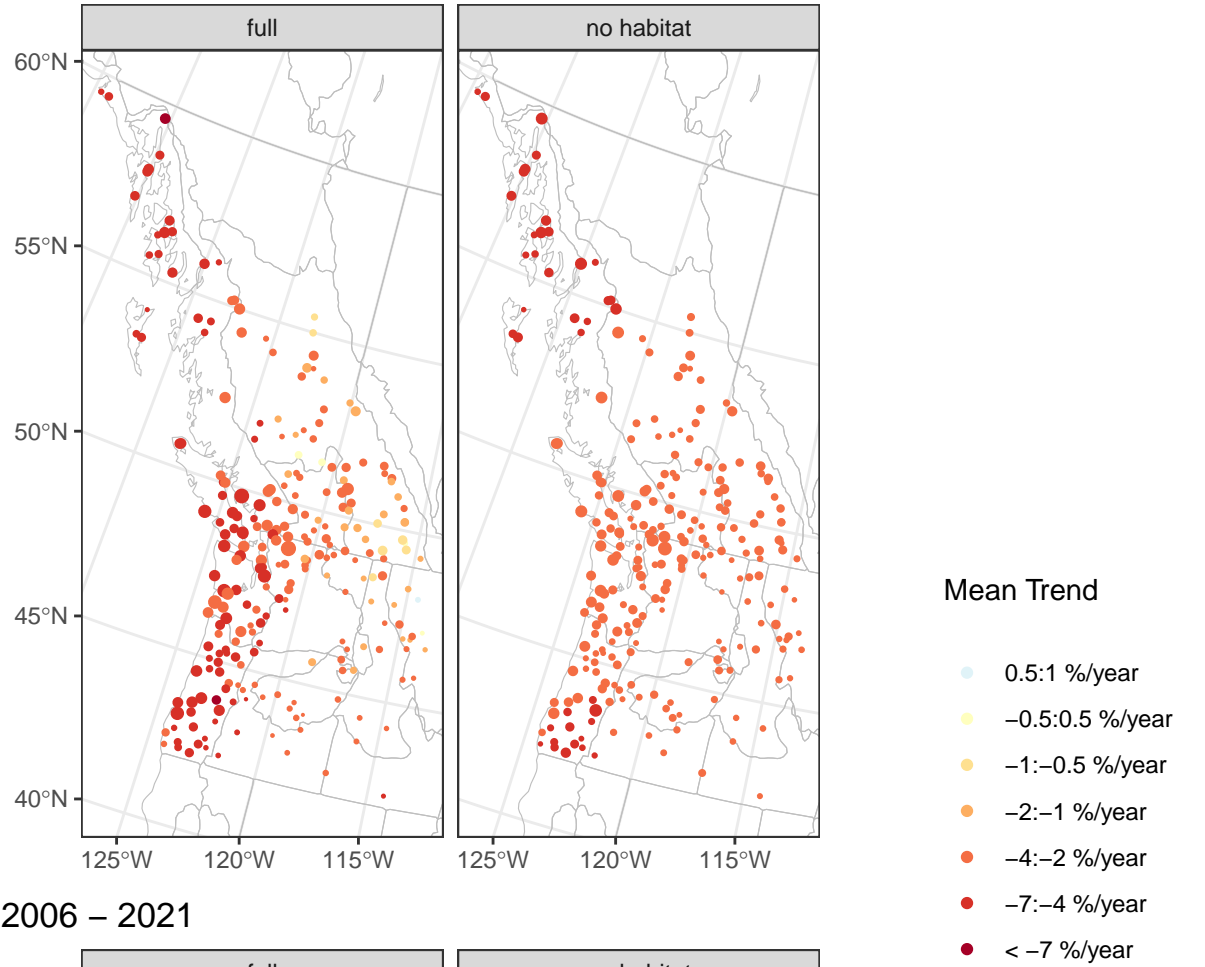 full
no habitat
60°N
55°N
50°N
45°N
40°N
125°W
120°W
115°W
125°W
120°W
115°W
Mean Trend
0.5:1 %/year
−0.5:0.5 %/year
−1:−0.5 %/year
−2:−1 %/year
−4:−2 %/year
−7:−4 %/year
< −7 %/year
2006 − 2021